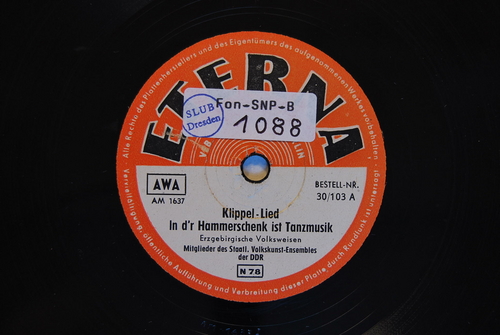 Alle Rechte des Plattenherstellers und des Eigentümers des aufgenommenen Werkes vorbehalten
ETERNA
SLUB
Dresden
Fon-SNP-B
1088
VEB
LIN
AWA
AM 1637
BESTELL-NR.
30/103 A
Klippel-Lied
In d'r Hammerschenk ist Tanzmusik
Erzgebirgische Volksweisen
Mitglieder des Staatl. Volkskunst-Ensembles
der DDR
N 78
Vervielfältigung, öffentliche Aufführung und Verbreitung dieser Platte durch Rundfunk ist untersagt